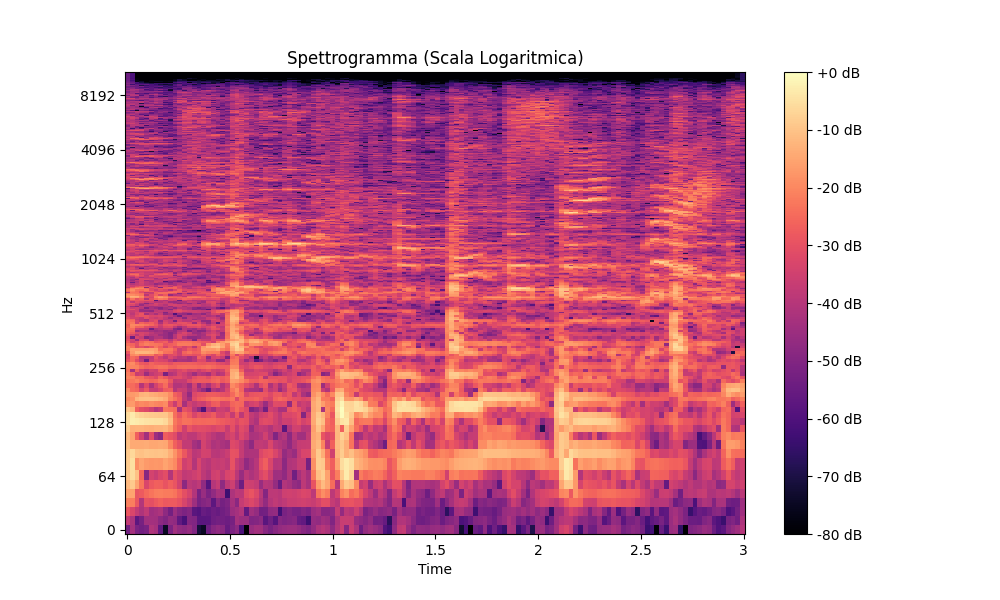 Spettrogramma (Scala Logaritmica)
Hz
8192
4096
2048
1024
512
256
128
64
0
0
0.5
1
1.5
2
2.5
3
Time
+0 dB
-10 dB
-20 dB
-30 dB
-40 dB
-50 dB
-60 dB
-70 dB
-80 dB